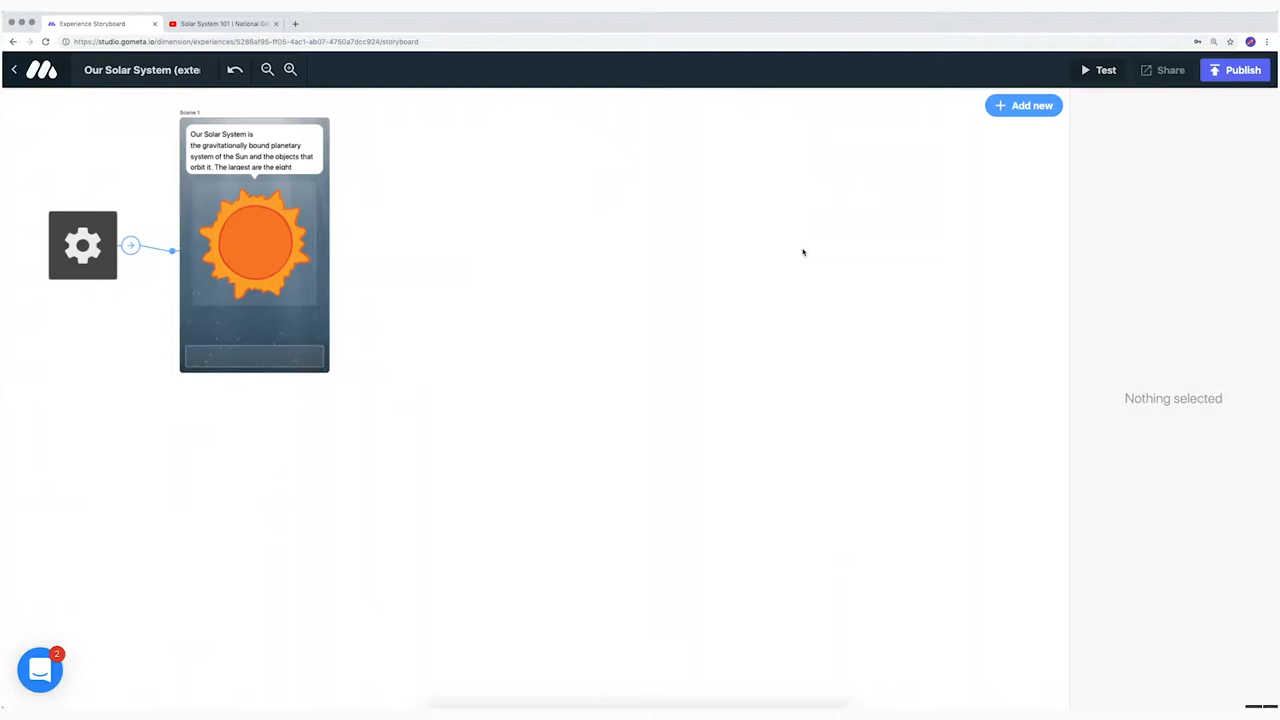 Experience Storyboard
Solar System 101 | National Ge
https://studio.gometa.io/dimension/experiences/5286af95-ff05-4ac1-ab07-4750a7dcc924/storyboard
Our Solar System (exte
Test
Share
Publish
Add new
Scene 1
Our Solar System is
the gravitationally bound planetary
system of the Sun and the objects that
orbit it. The largest are the eight
Nothing selected
2